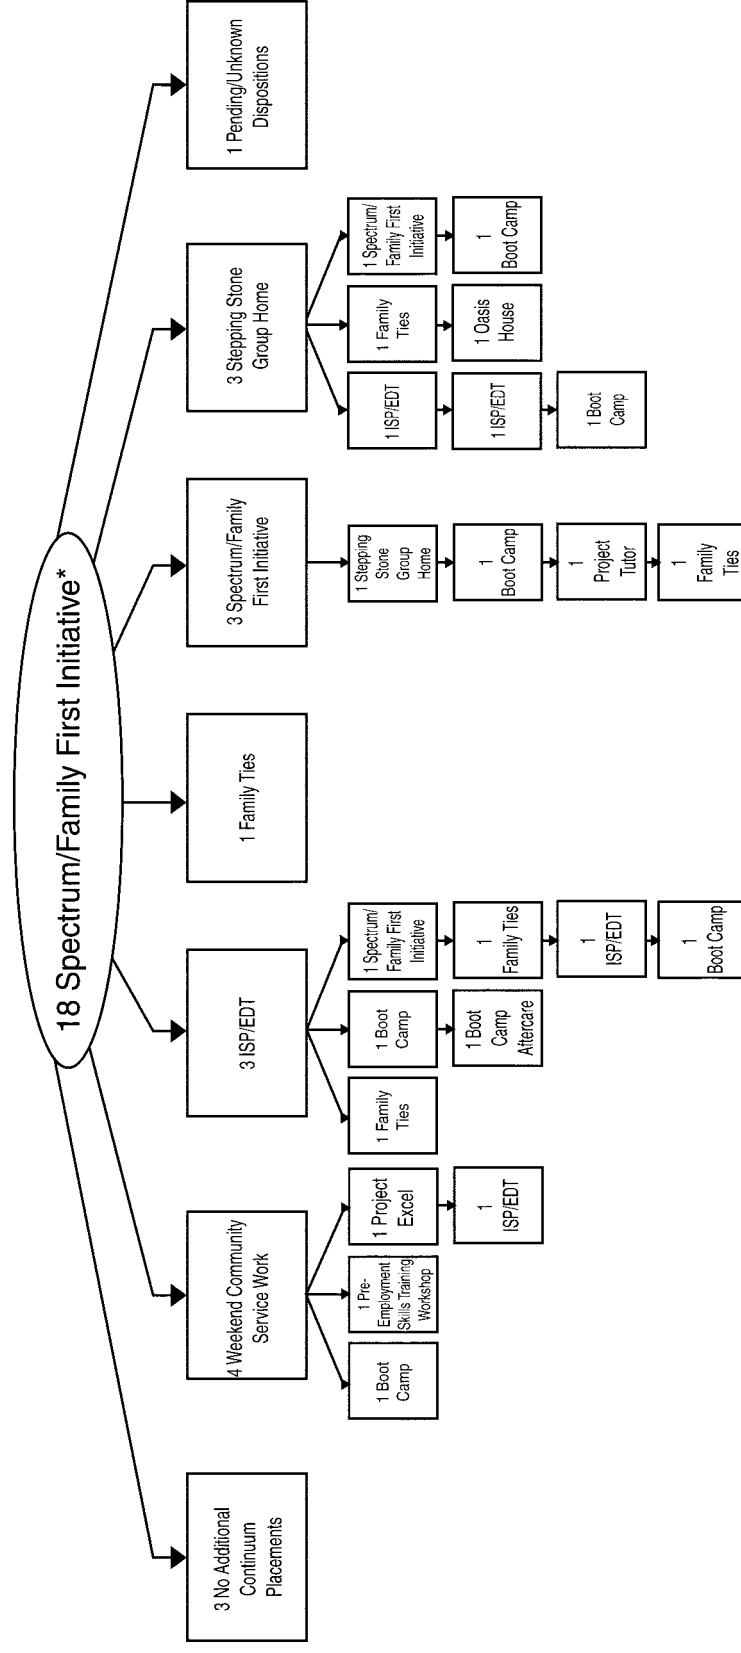 18 Spectrum/Family First Initiative*
3 No Additional
Continuum
Placements
4 Weekend Community
Service Work
3 ISP/EDT
1 Family Ties
3 Spectrum/Family
First Initiative
3 Stepping Stone
Group Home
1 Pending/Unknown
Dispositions
1 Boot
Camp
1 Pre-
Employment
Skills Training
Workshop
1 Project
Excel
1
ISP/EDT
1 Family
Ties
1 Boot
Camp
1 Boot
Camp
Aftercare
1 Spectrum/
Family First
Initiative
1
Family Ties
1
ISP/EDT
1
Boot Camp
1 Stepping
Stone
Group
Home
1
Boot Camp
1
Project
Tutor
1
Family
Ties
1 ISP/EDT
1 ISP/EDT
1 Boot
Camp
1 Family
Ties
1 Oasis
House
1 Spectrum/
Family First
Initiative
1
Boot Camp